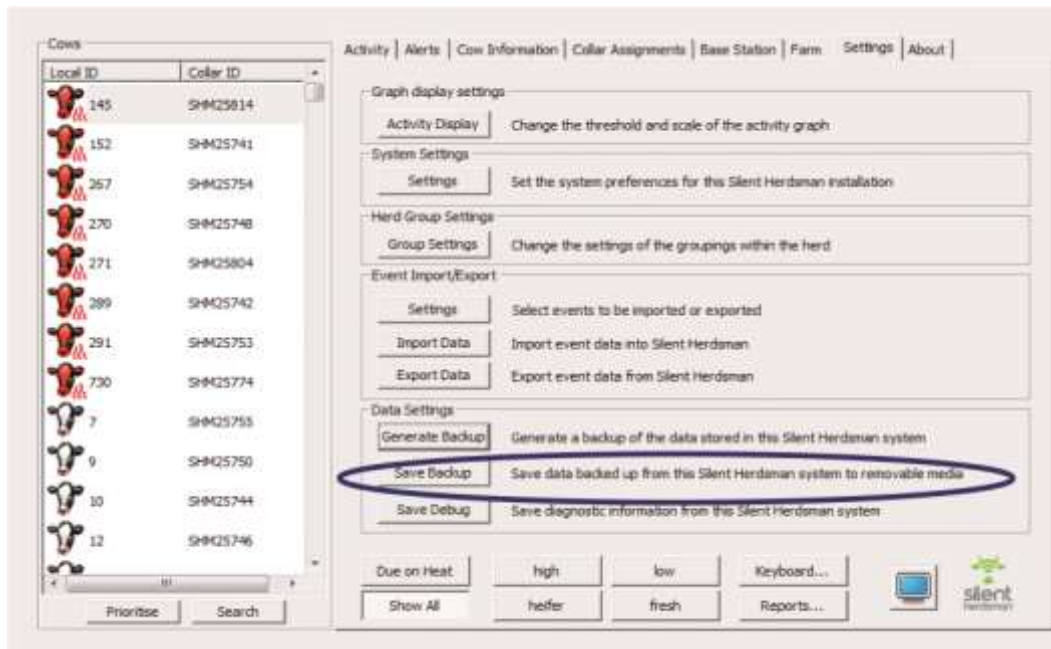 Cows
Local ID Collar ID
145 SHM25814
152 SHM25741
267 SHM25754
270 SHM25748
271 SHM25804
289 SHM25742
291 SHM25753
730 SHM25774
7 SHM25755
9 SHM25750
10 SHM25744
12 SHM25746
Prioritise Search
Activity Alerts Cow Information Collar Assignments Base Station Farm Settings About
Graph display settings
Activity Display Change the threshold and scale of the activity graph
System Settings
Settings Set the system preferences for this Silent Herdsman installation
Herd Group Settings
Group Settings Change the settings of the groupings within the herd
Event Import/Export
Settings Select events to be imported or exported
Import Data Import event data into Silent Herdsman
Export Data Export event data from Silent Herdsman
Data Settings
Generate Backup Generate a backup of the data stored in this Silent Herdsman system
Save Backup Save data backed up from this Silent Herdsman system to removable media
Save Debug Save diagnostic information from this Silent Herdsman system
Due on Heat high low Keyboard...
Show All heifer fresh Reports...
silent
herdsman